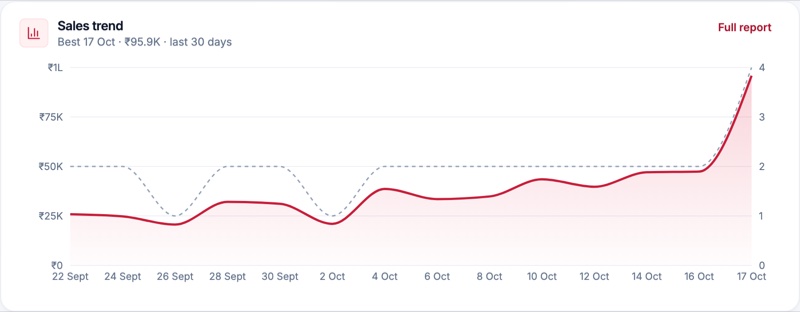 Sales trend
Full report
Best 17 Oct · ₹95.9K · last 30 days
₹1L
4
₹75K
3
₹50K
2
₹25K
1
₹0
0
22 Sept 24 Sept 26 Sept 28 Sept 30 Sept 2 Oct 4 Oct 6 Oct 8 Oct 10 Oct 12 Oct 14 Oct 16 Oct 17 Oct